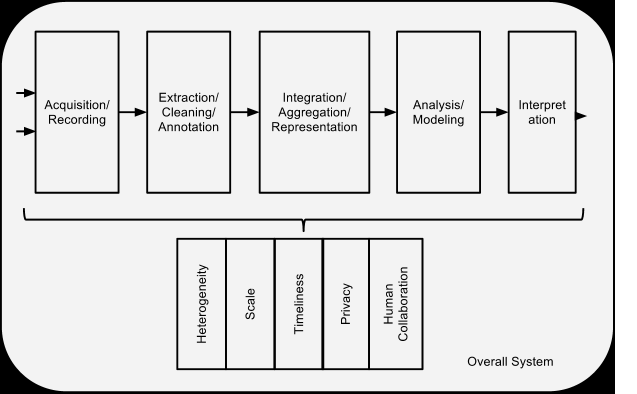 Acquisition/
Recording
Extraction/
Cleaning/
Annotation
Integration/
Aggregation/
Representation
Analysis/
Modeling
Interpret
ation
Heterogeneity
Scale
Timeliness
Privacy
Human
Collaboration
Overall System